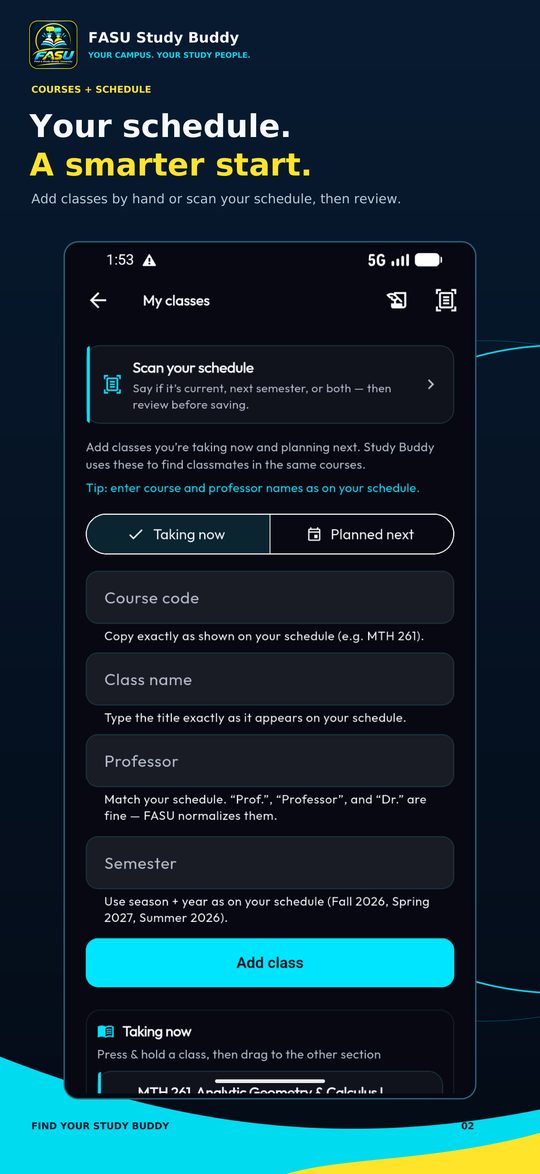 FASU
FASU Study Buddy
YOUR CAMPUS. YOUR STUDY PEOPLE.
COURSES + SCHEDULE
Your schedule.
A smarter start.
Add classes by hand or scan your schedule, then review.
1:53
5G
My classes
Scan your schedule
Say if it's current, next semester, or both — then
review before saving.
Add classes you're taking now and planning next. Study Buddy
uses these to find classmates in the same courses.
Tip: enter course and professor names as on your schedule.
Taking now
Planned next
Course code
Copy exactly as shown on your schedule (e.g. MTH 261).
Class name
Type the title exactly as it appears on your schedule.
Professor
Match your schedule. “Prof.”, “Professor”, and “Dr.” are
fine — FASU normalizes them.
Semester
Use season + year as on your schedule (Fall 2026, Spring
2027, Summer 2026).
Add class
Taking now
Press & hold a class, then drag to the other section
MTH 261 Analytic Geometry & Calculus I
FIND YOUR STUDY BUDDY
02